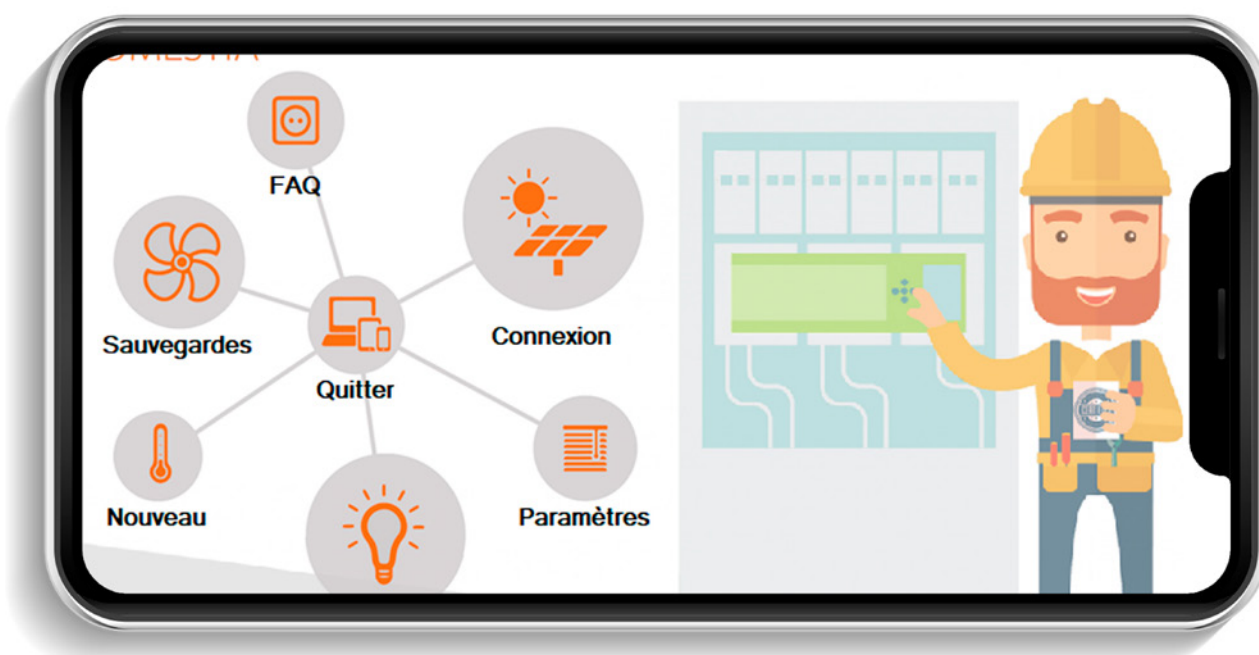 FAQ
Sauvegardes
Connexion
Quitter
Nouveau
Paramètres